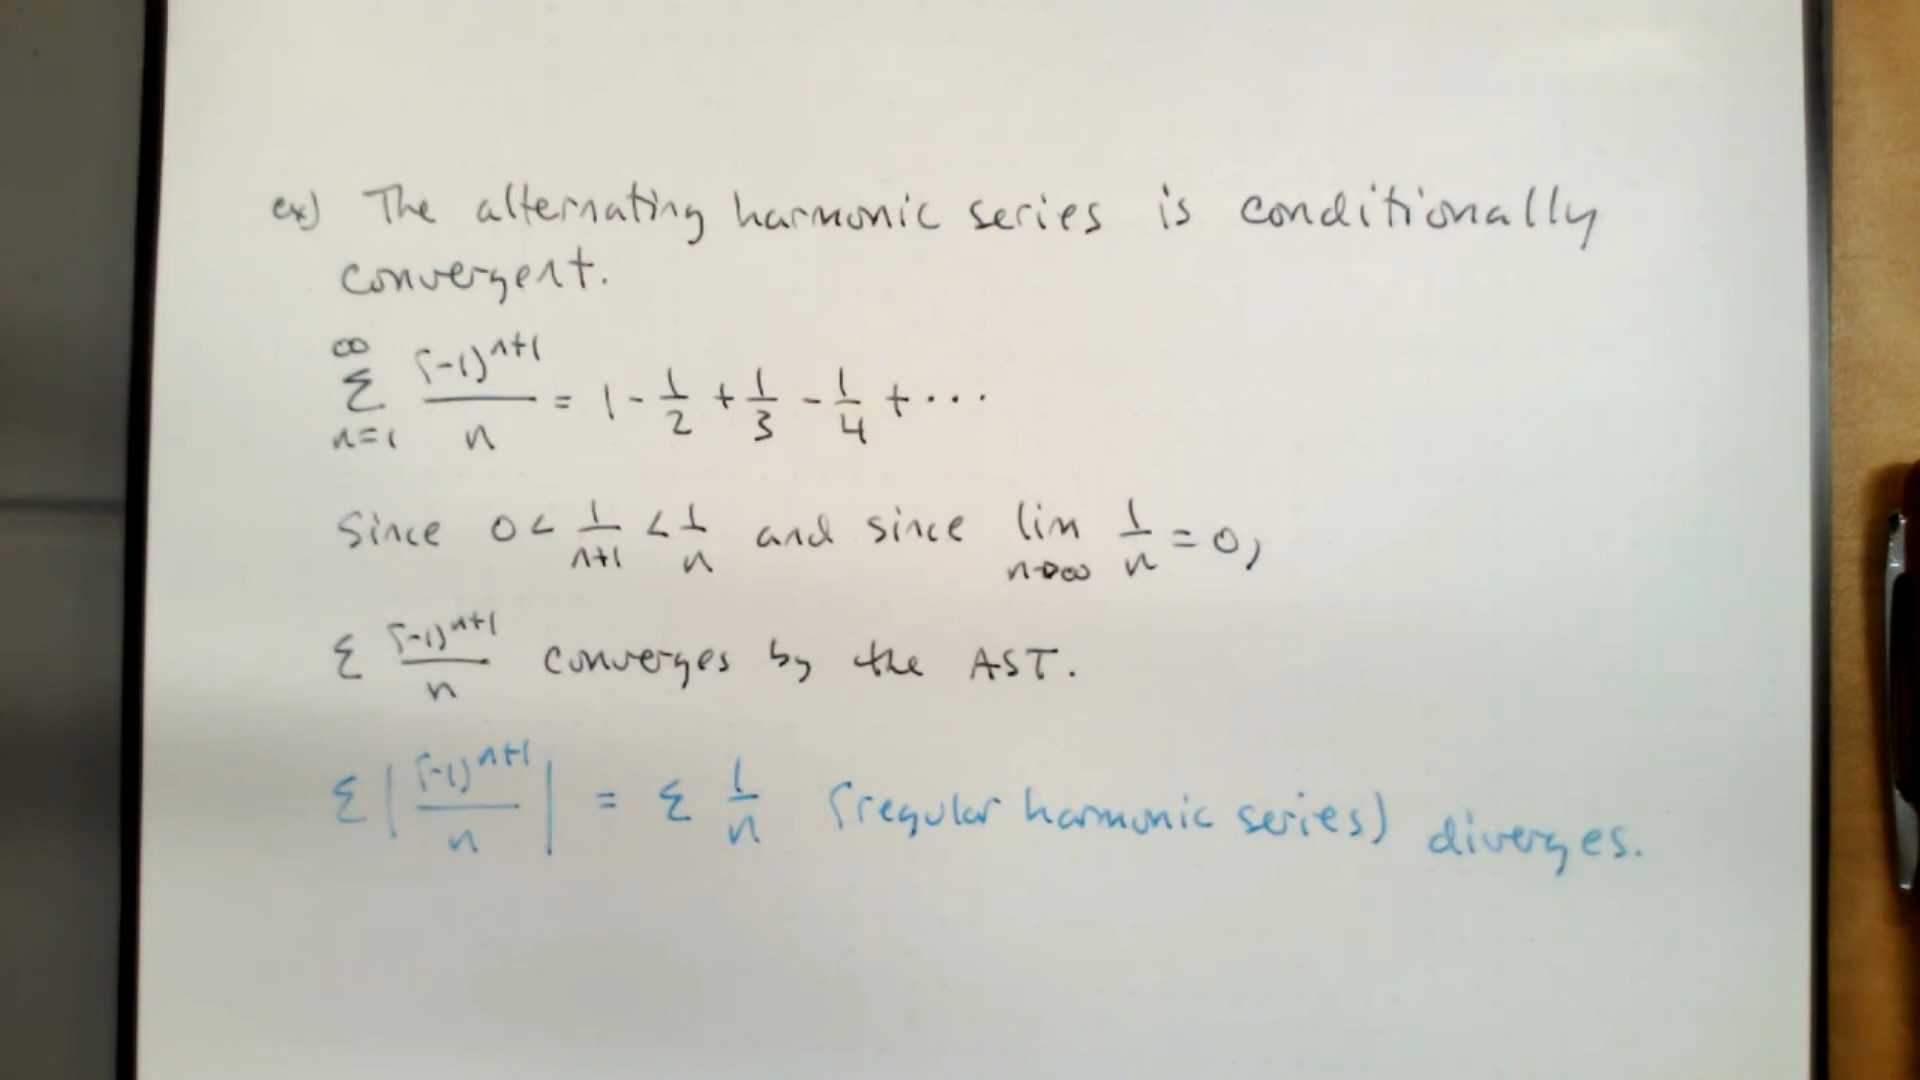 ex) The alternating harmonic series is conditionally
convergent.
∞ Σ n=1 (-1)^{n+1} / n = 1 - 1/2 + 1/3 - 1/4 + ...
Since 0 < 1/(n+1) < 1/n and since lim n→∞ 1/n = 0,
Σ (-1)^{n+1} / n converges by the AST.
Σ | (-1)^{n+1} / n | = Σ 1/n (regular harmonic series) diverges.